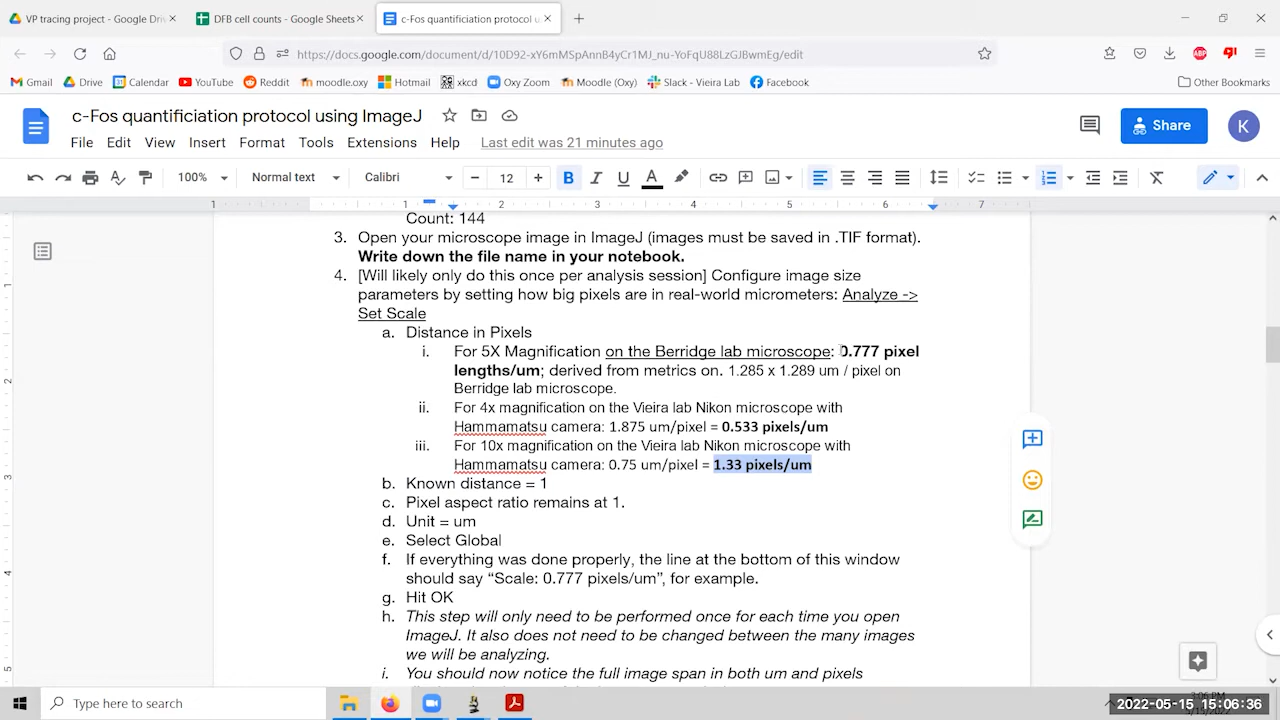 VP tracing project - Google Driv
DFB cell counts - Google Sheets
c-Fos quantificiation protocol u
https://docs.google.com/document/d/10D92-xY6mMSpAnnB4yCr1MJ_nu-YoFqU88LzGJBwmEg/edit
Gmail Drive Calendar YouTube Reddit moodle.oxy Hotmail xkcd Oxy Zoom Moodle (Oxy) Slack - Vieira Lab Facebook Other Bookmarks
c-Fos quantificiation protocol using ImageJ
Share
K
File Edit View Insert Format Tools Extensions Help Last edit was 21 minutes ago
100% Normal text Calibri 12 B I U A
1 1 2 3 4 5 6 7
Count: 144
3. Open your microscope image in ImageJ (images must be saved in .TIF format).
Write down the file name in your notebook.
4. [Will likely only do this once per analysis session] Configure image size
parameters by setting how big pixels are in real-world micrometers: Analyze ->
Set Scale
a. Distance in Pixels
i. For 5X Magnification on the Berridge lab microscope: 0.777 pixel
lengths/um; derived from metrics on. 1.285 x 1.289 um / pixel on
Berridge lab microscope.
ii. For 4x magnification on the Vieira lab Nikon microscope with
Hammamatsu camera: 1.875 um/pixel = 0.533 pixels/um
iii. For 10x magnification on the Vieira lab Nikon microscope with
Hammamatsu camera: 0.75 um/pixel = 1.33 pixels/um
b. Known distance = 1
c. Pixel aspect ratio remains at 1.
d. Unit = um
e. Select Global
f. If everything was done properly, the line at the bottom of this window
should say “Scale: 0.777 pixels/um”, for example.
g. Hit OK
h. This step will only need to be performed once for each time you open
ImageJ. It also does not need to be changed between the many images
we will be analyzing.
i. You should now notice the full image span in both um and pixels
Type here to search
2022-05-15 15:06:36